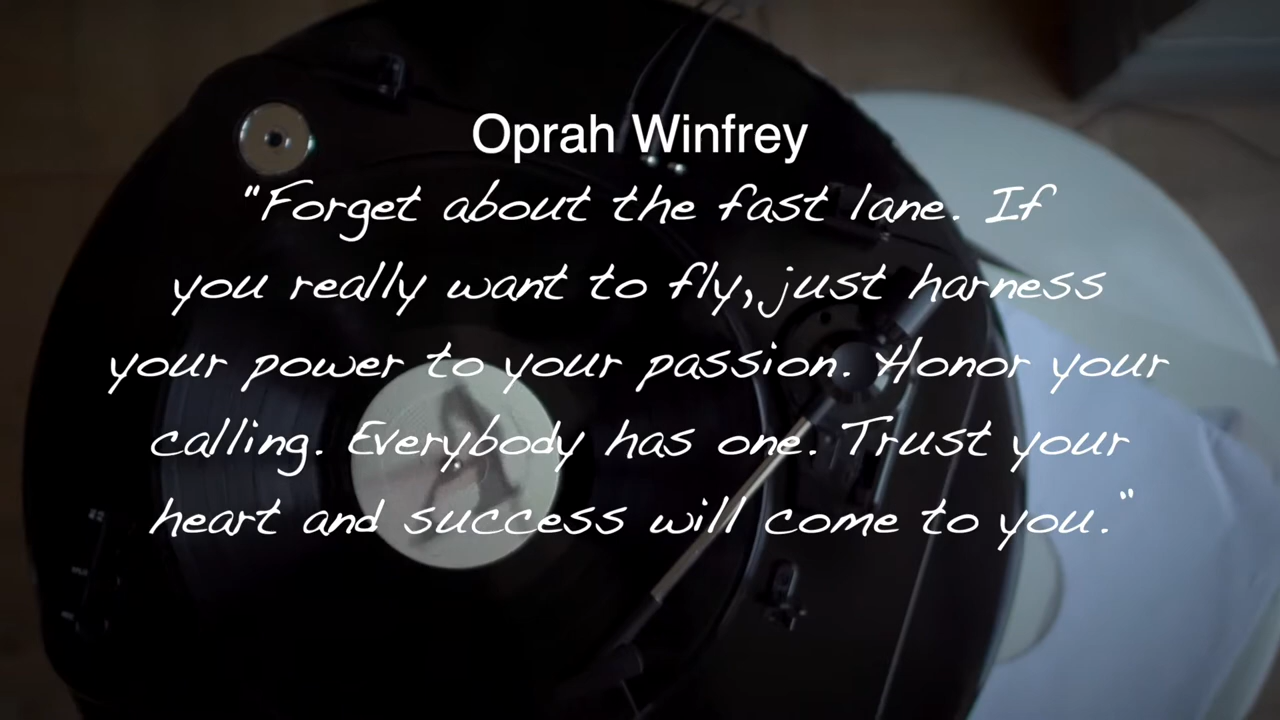 Oprah Winfrey
"Forget about the fast lane. If
you really want to fly, just harness
your power to your passion. Honor your
calling. Everybody has one. Trust your
heart and success will come to you."